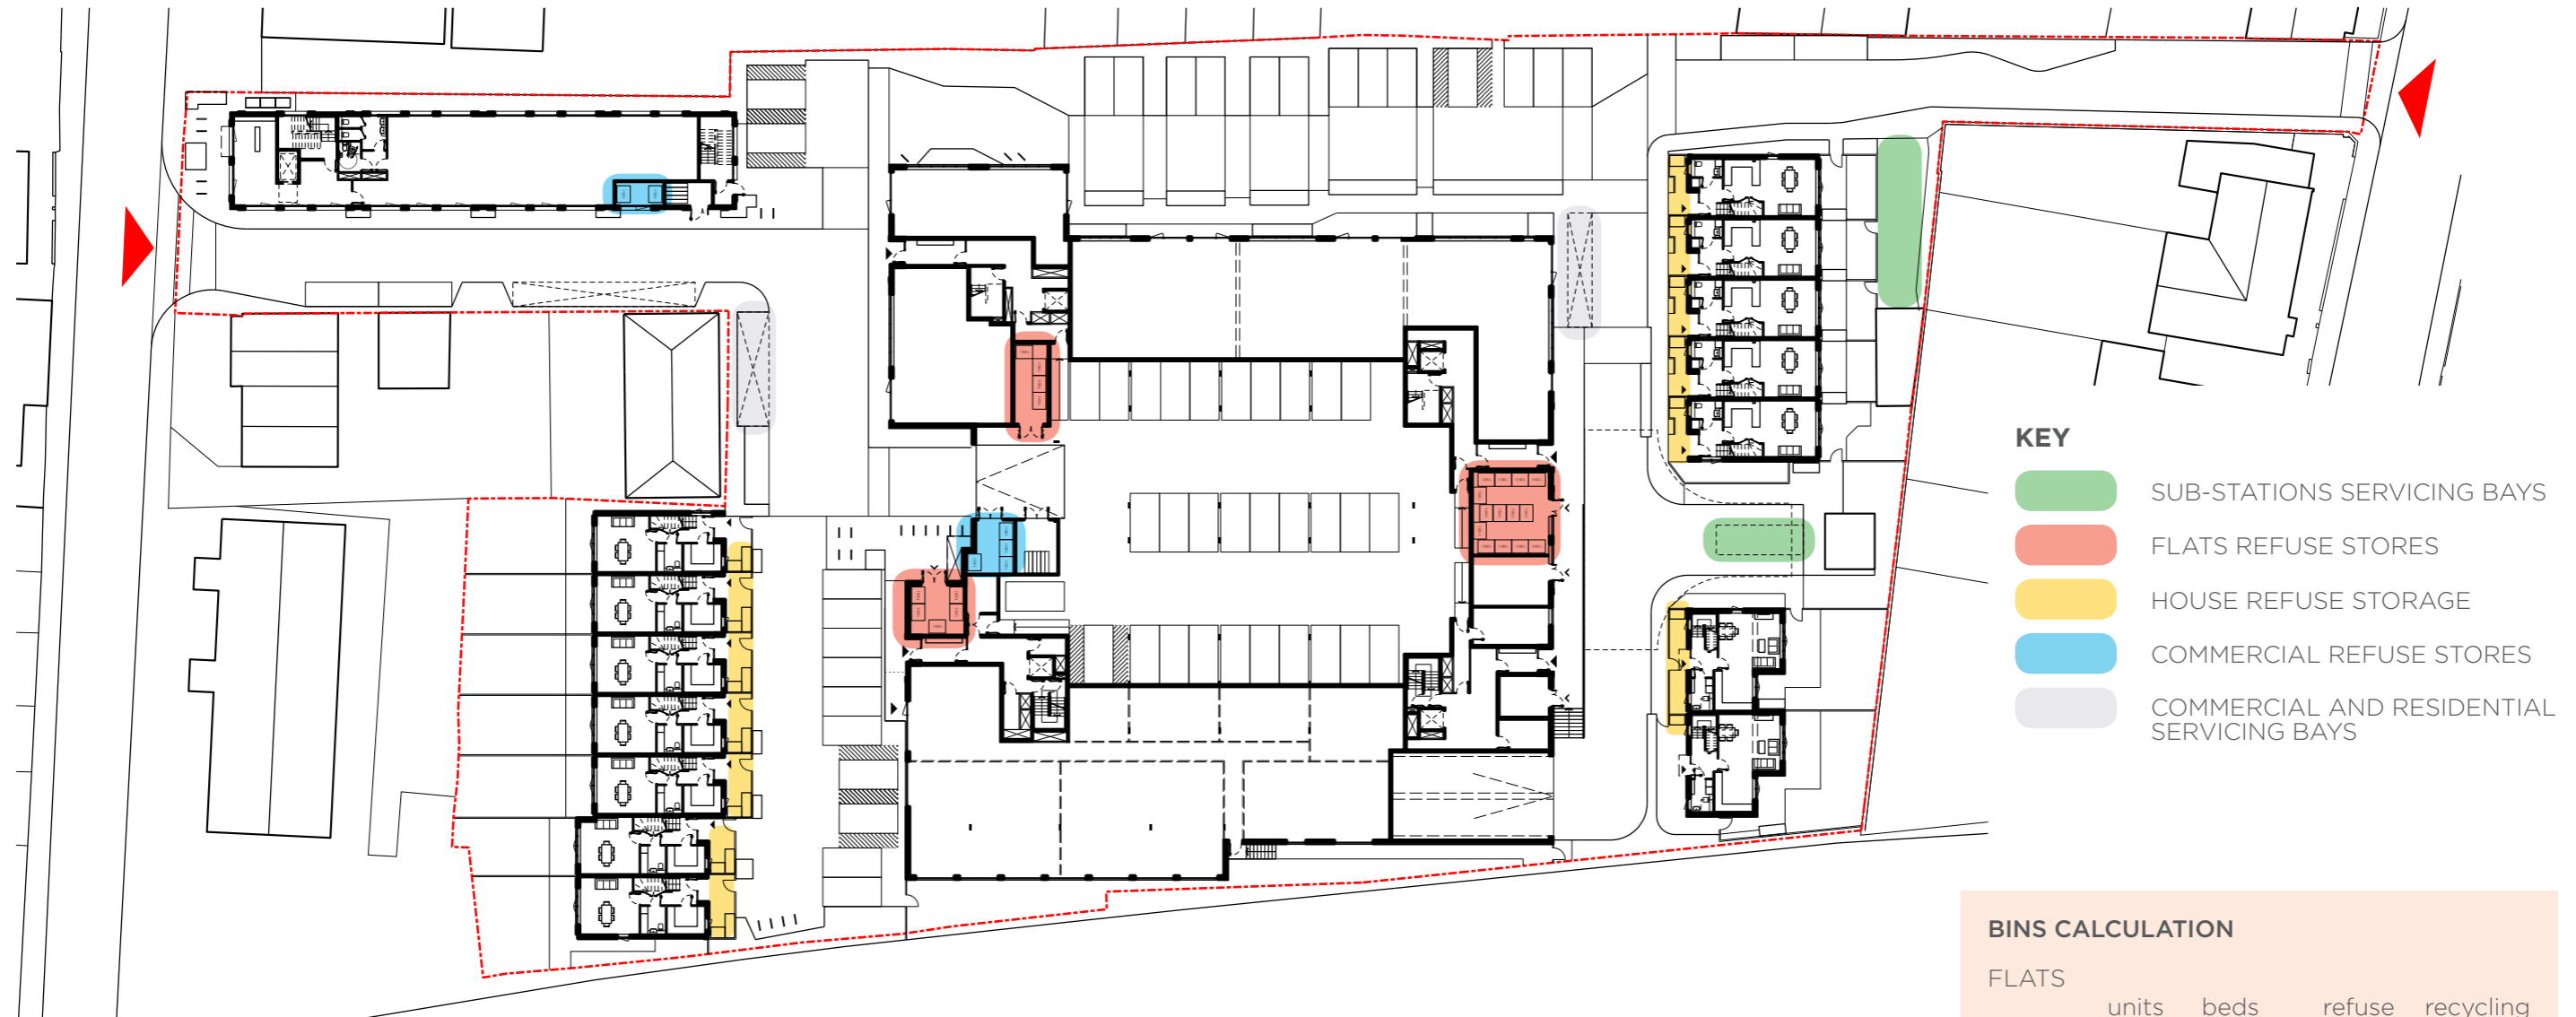 KEY
SUB-STATIONS SERVICING BAYS
FLATS REFUSE STORES
HOUSE REFUSE STORAGE
COMMERCIAL REFUSE STORES
COMMERCIAL AND RESIDENTIAL
SERVICING BAYS
BINS CALCULATION
FLATS
units beds refuse recycling